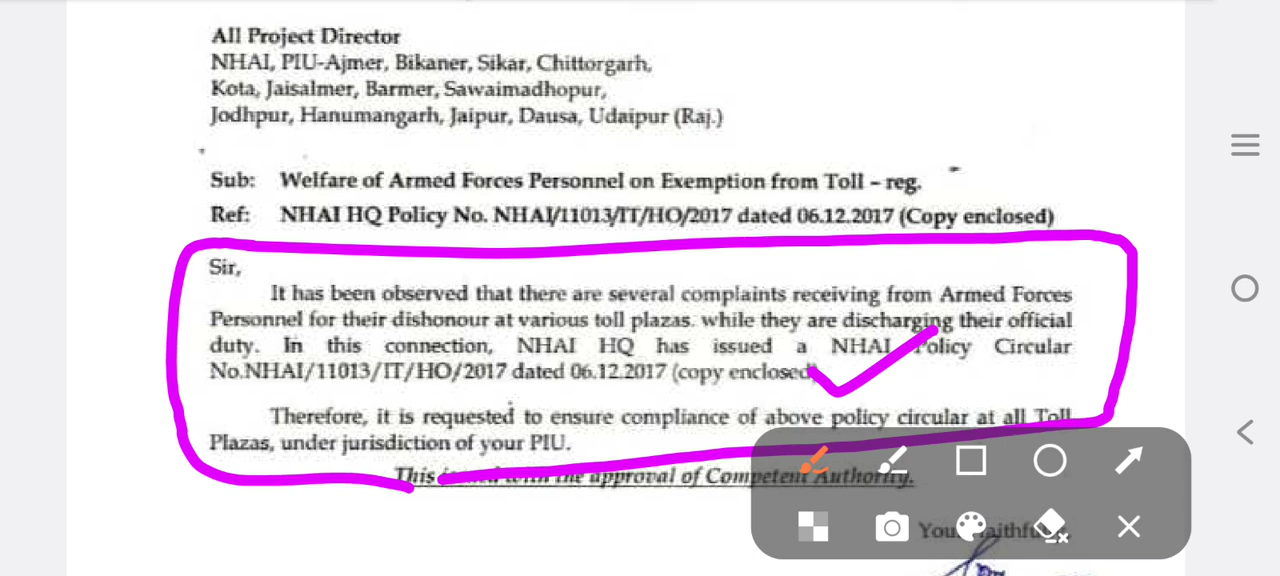 All Project Director
NHAI, PIU-Ajmer, Bikaner, Sikar, Chittorgarh,
Kota, Jaisalmer, Barmer, Sawaimadhopur,
Jodhpur, Hanumangarh, Jaipur, Dausa, Udaipur (Raj.)
Sub: Welfare of Armed Forces Personnel on Exemption from Toll – reg.
Ref: NHAI HQ Policy No. NHAI/11013/IT/HO/2017 dated 06.12.2017 (Copy enclosed)
Sir,
It has been observed that there are several complaints receiving from Armed Forces
Personnel for their dishonour at various toll plazas. while they are discharging their official
duty. In this connection, NHAI HQ has issued a NHAI Policy Circular
No.NHAI/11013/IT/HO/2017 dated 06.12.2017 (copy enclosed)
Therefore, it is requested to ensure compliance of above policy circular at all Toll
Plazas, under jurisdiction of your PIU.
This with the approval of Competent Authority.